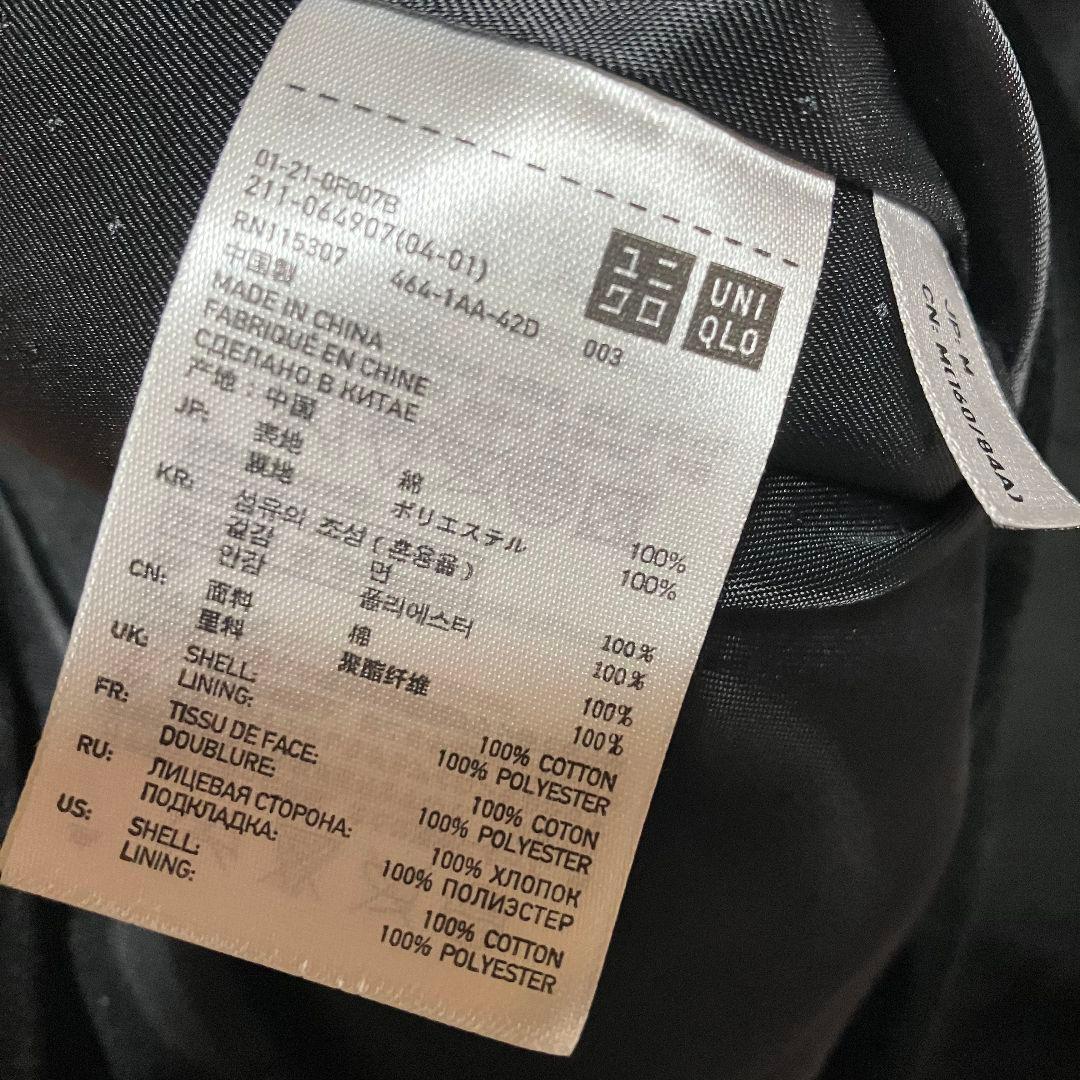 01-21-0F007B
211-064907(04-01)
RN115307 464-1AA-42D 003
ユニクロ
UNIQLO
中国製
MADE IN CHINA
FABRIQUÉ EN CHINE
СДЕЛАНО В КИТАЕ
产地：中国
JP:
表地 綿 100%
裏地 ポリエステル 100%
KR: 섬유의 조성 (혼용률)
겉감 면 100%
안감 폴리에스터 100%
CN: 面料 棉 100%
里料 聚酯纤维 100%
UK: SHELL: 100% COTTON
LINING: 100% POLYESTER
FR: TISSU DE FACE: 100% COTON
DOUBLURE: 100% POLYESTER
RU: ЛИЦЕВАЯ СТОРОНА: 100% ХЛОПОК
ПОДКЛАДКА: 100% ПОЛИЭСТЕР
US: SHELL: 100% COTTON
LINING: 100% POLYESTER
JP: M
CN: M(160/84A)